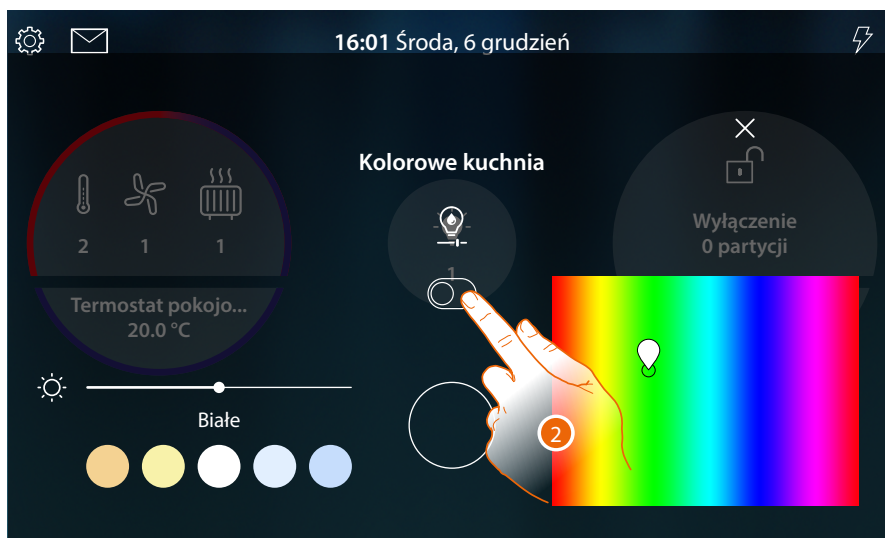 16:01 Środa, 6 grudzień
Kolorowe kuchnia
2 1 1
1
Wyłączenie
0 partycji
Termostat pokojo...
20.0 °C
Białe
2